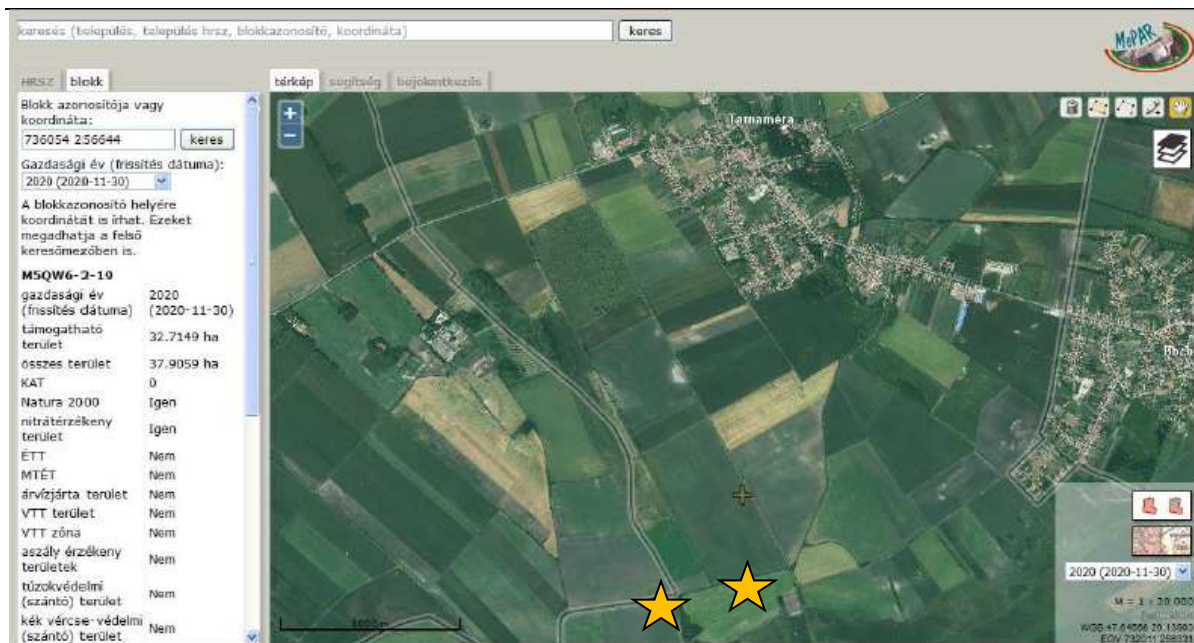 keresés (település, település hrsz, blokkazonosító, koordináta)
keres
MePAR
HRSZ blokk
térkép segítség bejelentkezés
Blokk azonosítója vagy
koordináta:
736054 256644 keres
Gazdasági év (frissítés dátuma):
2020 (2020-11-30)
A blokkazonosító helyére
koordinátát is írhat. Ezeket
megadhatja a felső
keresőmezőben is.
M5QW6-2-19
gazdasági év 2020
(frissítés dátuma) (2020-11-30)
támogatható
terület 32.7149 ha
összes terület 37.9059 ha
KAT 0
Natura 2000 Igen
nitrátérzékeny
terület Igen
ÉTT Nem
MTÉT Nem
árvízjárta terület Nem
VTT terület Nem
VTT zóna Nem
aszály érzékeny
területek Nem
túzokvédelmi
(szántó) terület Nem
kék vércse-védelmi
(szántó) terület Nem
+
−
Tarnaméra
1000 m
2020 (2020-11-30)
M = 1 : 20 000